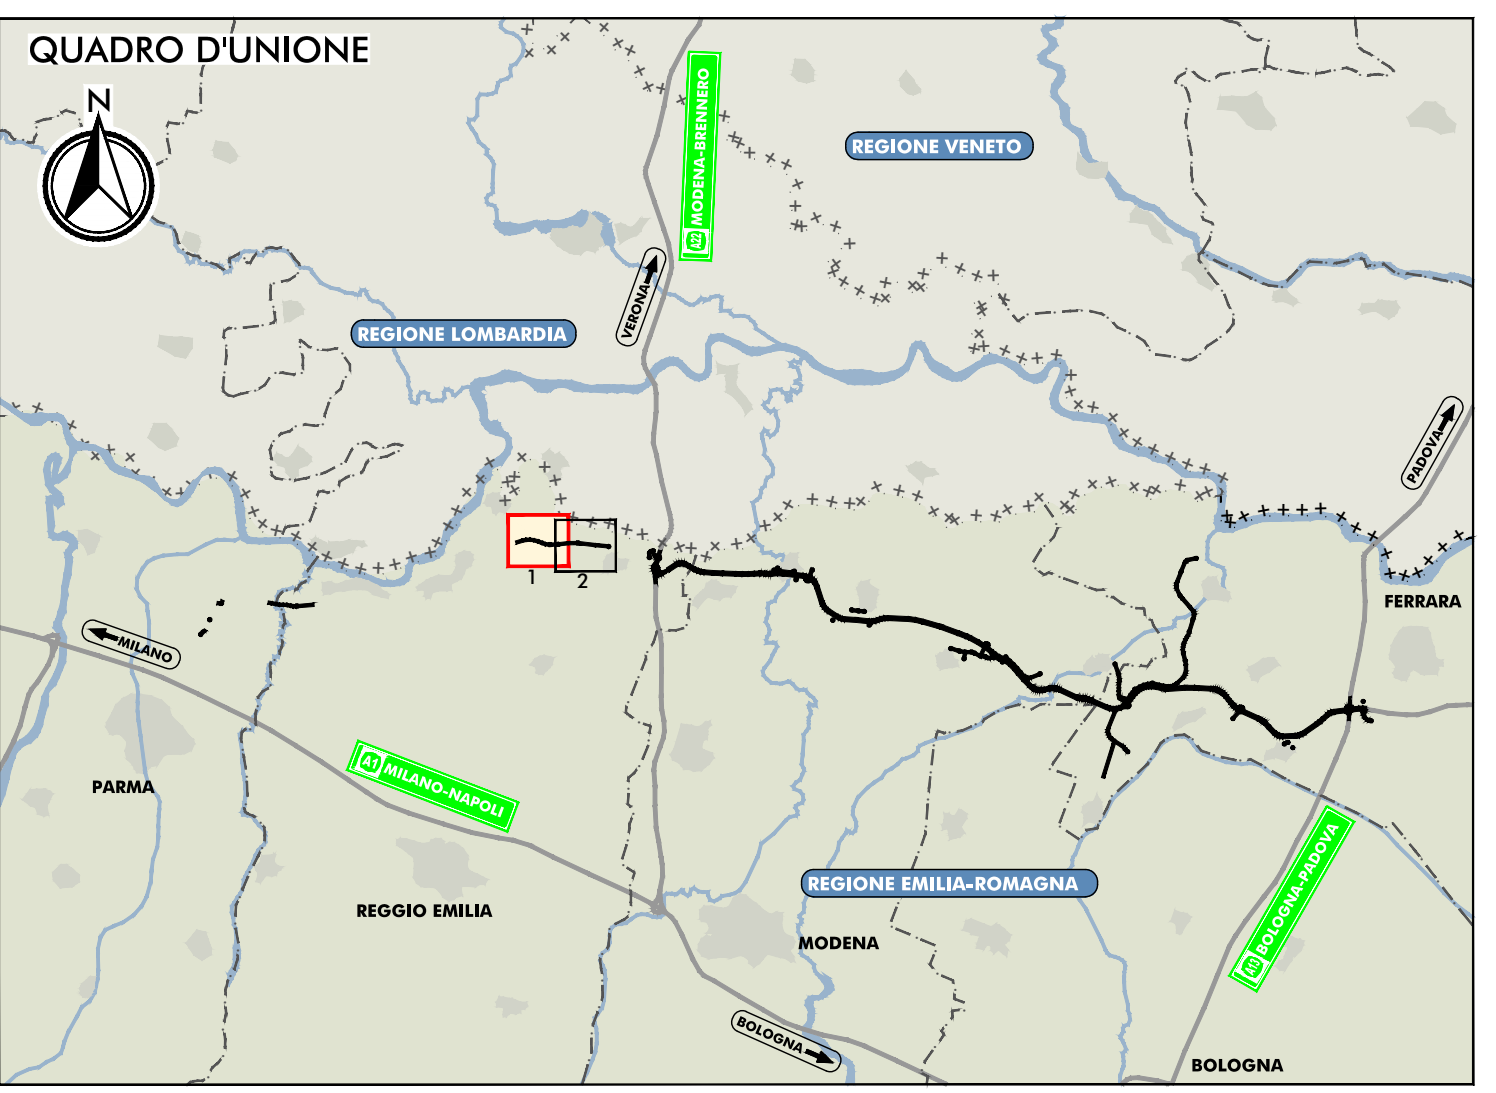 QUADRO D'UNIONE
N
A22 MODENA-BRENNERO
REGIONE VENETO
VERONA
REGIONE LOMBARDIA
PADOVA
1
2
FERRARA
MILANO
PARMA
A1 MILANO-NAPOLI
REGGIO EMILIA
REGIONE EMILIA-ROMAGNA
A13 BOLOGNA-PADOVA
MODENA
BOLOGNA
BOLOGNA